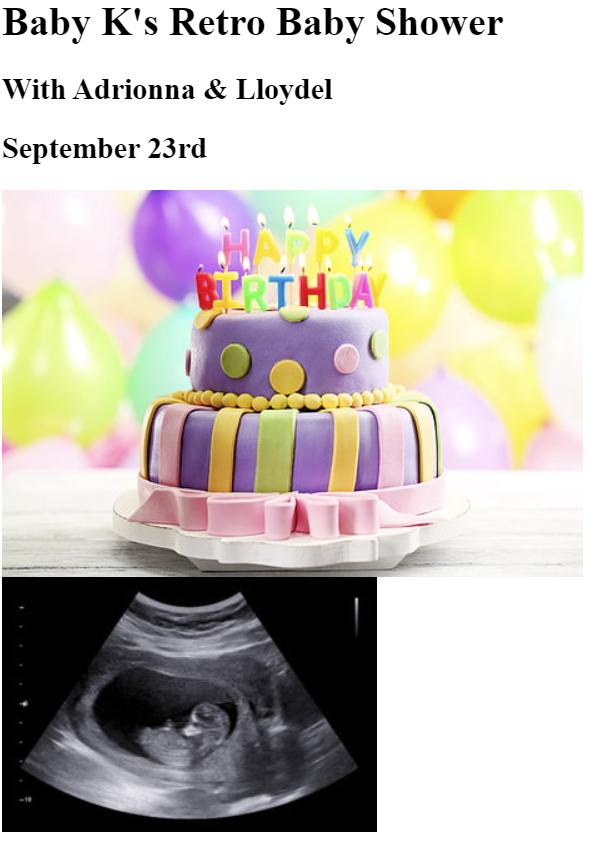 Baby K's Retro Baby Shower
With Adrionna & Lloydel
September 23rd
HAPPY
BIRTHDAY